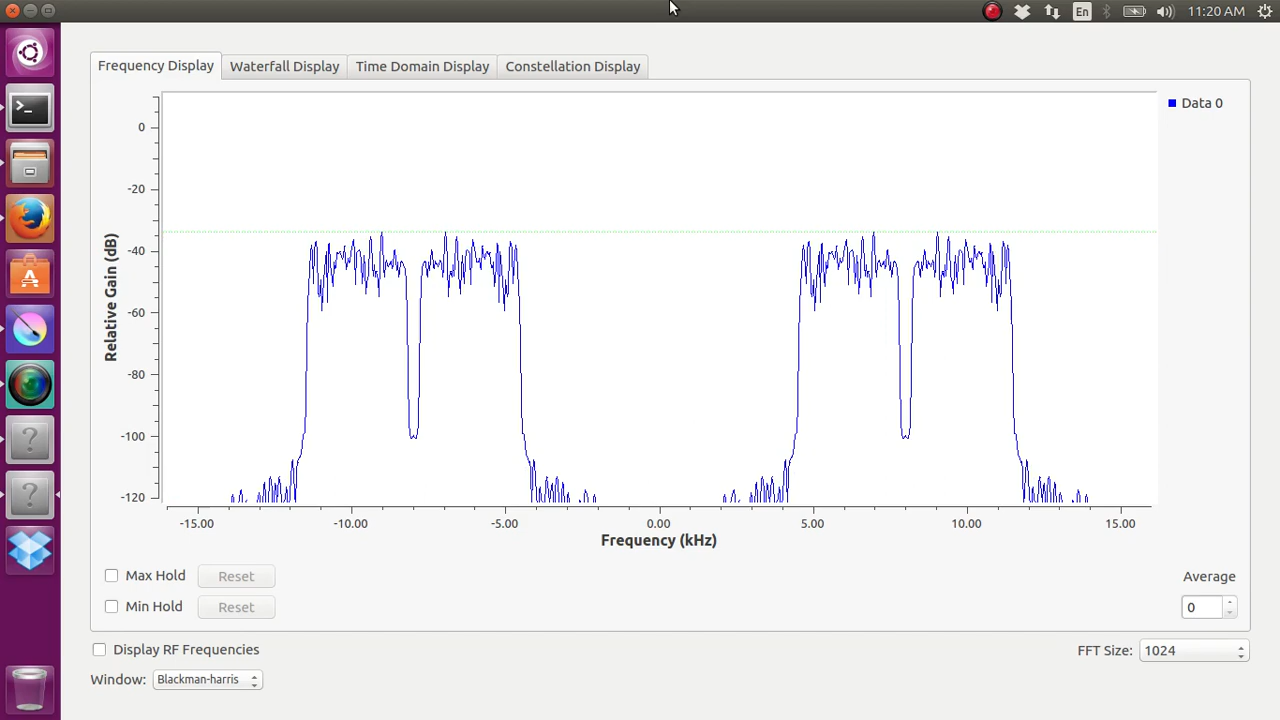 En 11:20 AM
Frequency Display Waterfall Display Time Domain Display Constellation Display
Data 0
Relative Gain (dB)
0
-20
-40
-60
-80
-100
-120
-15.00 -10.00 -5.00 0.00 5.00 10.00 15.00
Frequency (kHz)
Max Hold Reset Average
Min Hold Reset 0
Display RF Frequencies FFT Size: 1024
Window: Blackman-harris